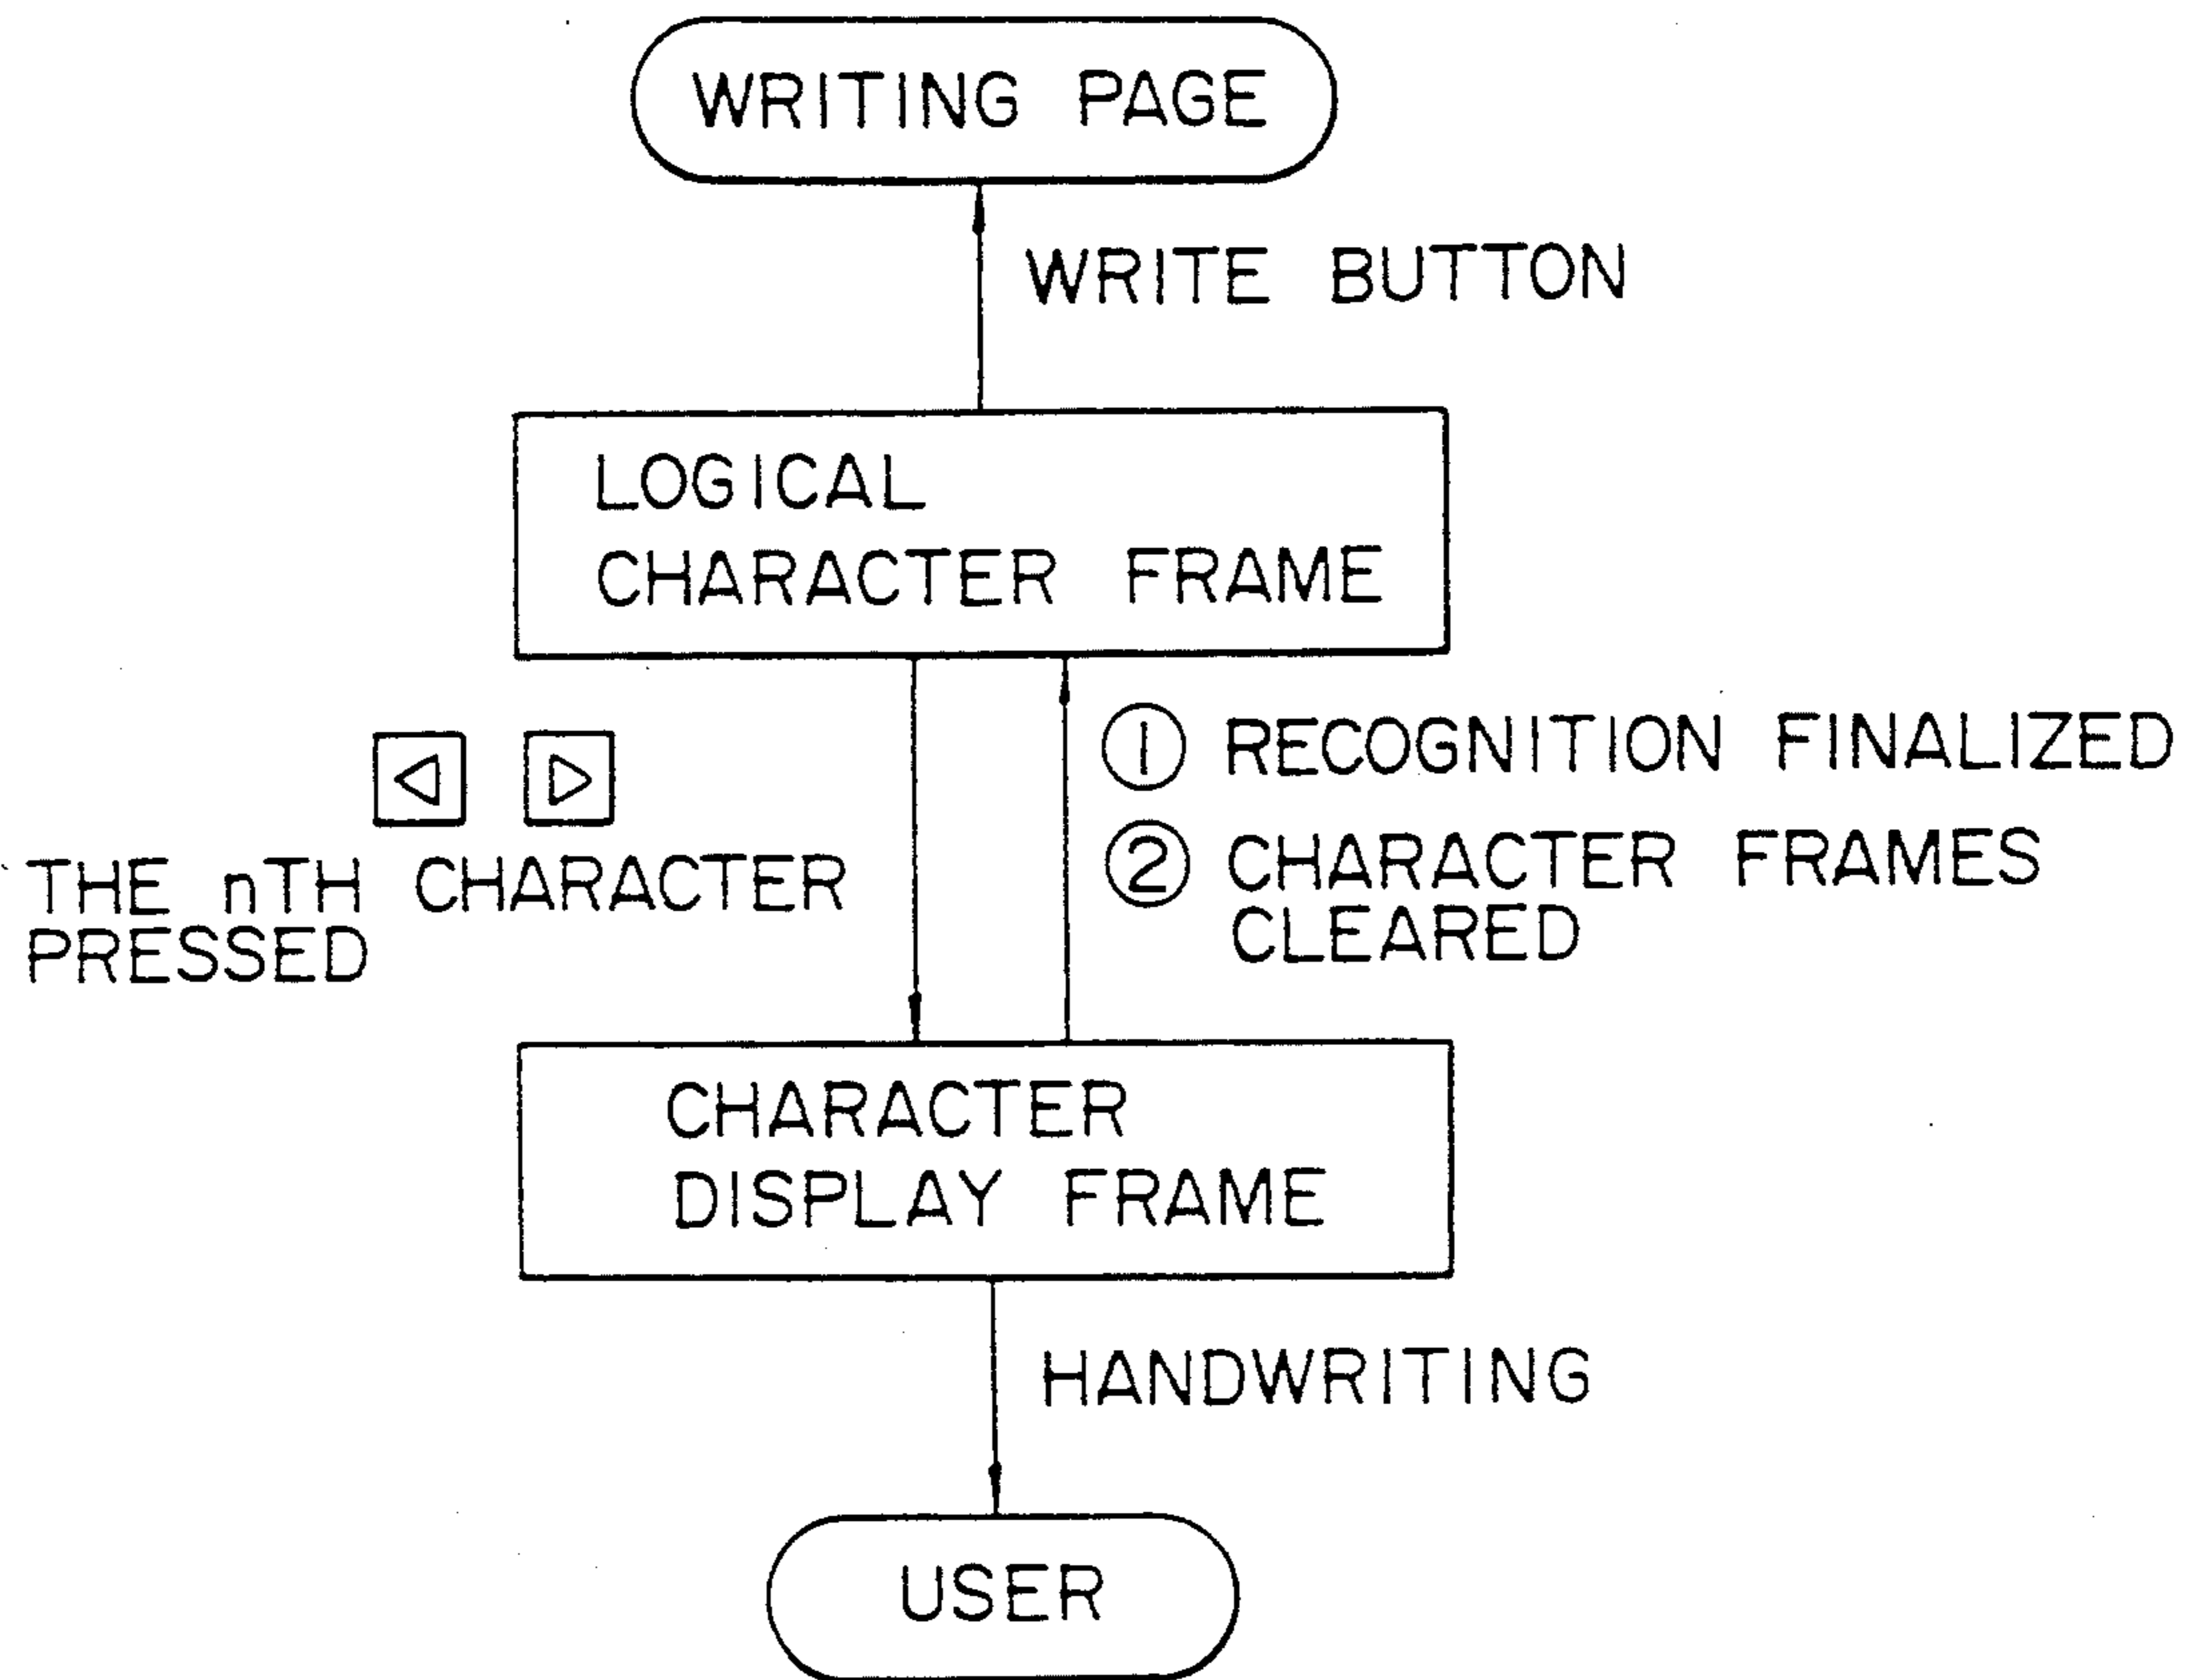 WRITING PAGE
WRITE BUTTON
LOGICAL
CHARACTER FRAME
THE nTH CHARACTER
PRESSED
① RECOGNITION FINALIZED
② CHARACTER FRAMES
CLEARED
CHARACTER
DISPLAY FRAME
HANDWRITING
USER